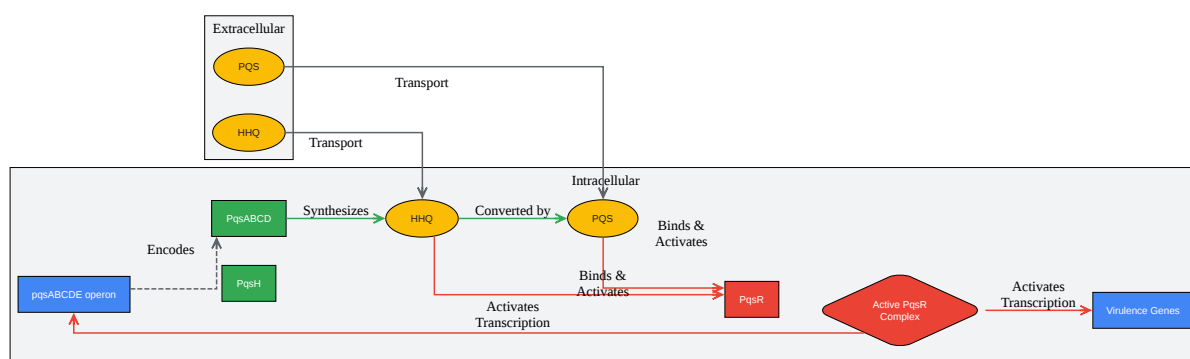 Extracellular
PQS
Transport
HHQ
Transport
Intracellular
PqsABCD
Synthesizes
HHQ
Converted by
PQS
Binds &
Activates
Encodes
PqsH
Binds &
Activates
pqsABCDE operon
PqsR
Activates
Transcription
Active PqsR
Complex
Activates
Transcription
Virulence Genes